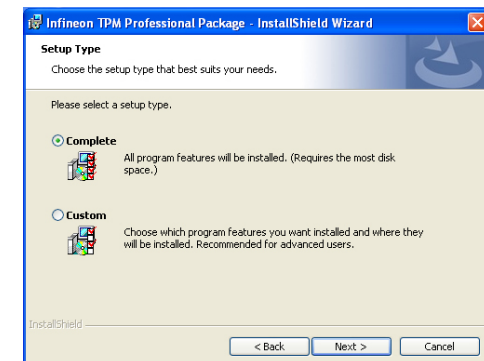 Infineon TPM Professional Package - InstallShield Wizard
Setup Type
Choose the setup type that best suits your needs.
Please select a setup type.
Complete
All program features will be installed. (Requires the most disk
space.)
Custom
Choose which program features you want installed and where they
will be installed. Recommended for advanced users.
InstallShield
< Back
Next >
Cancel